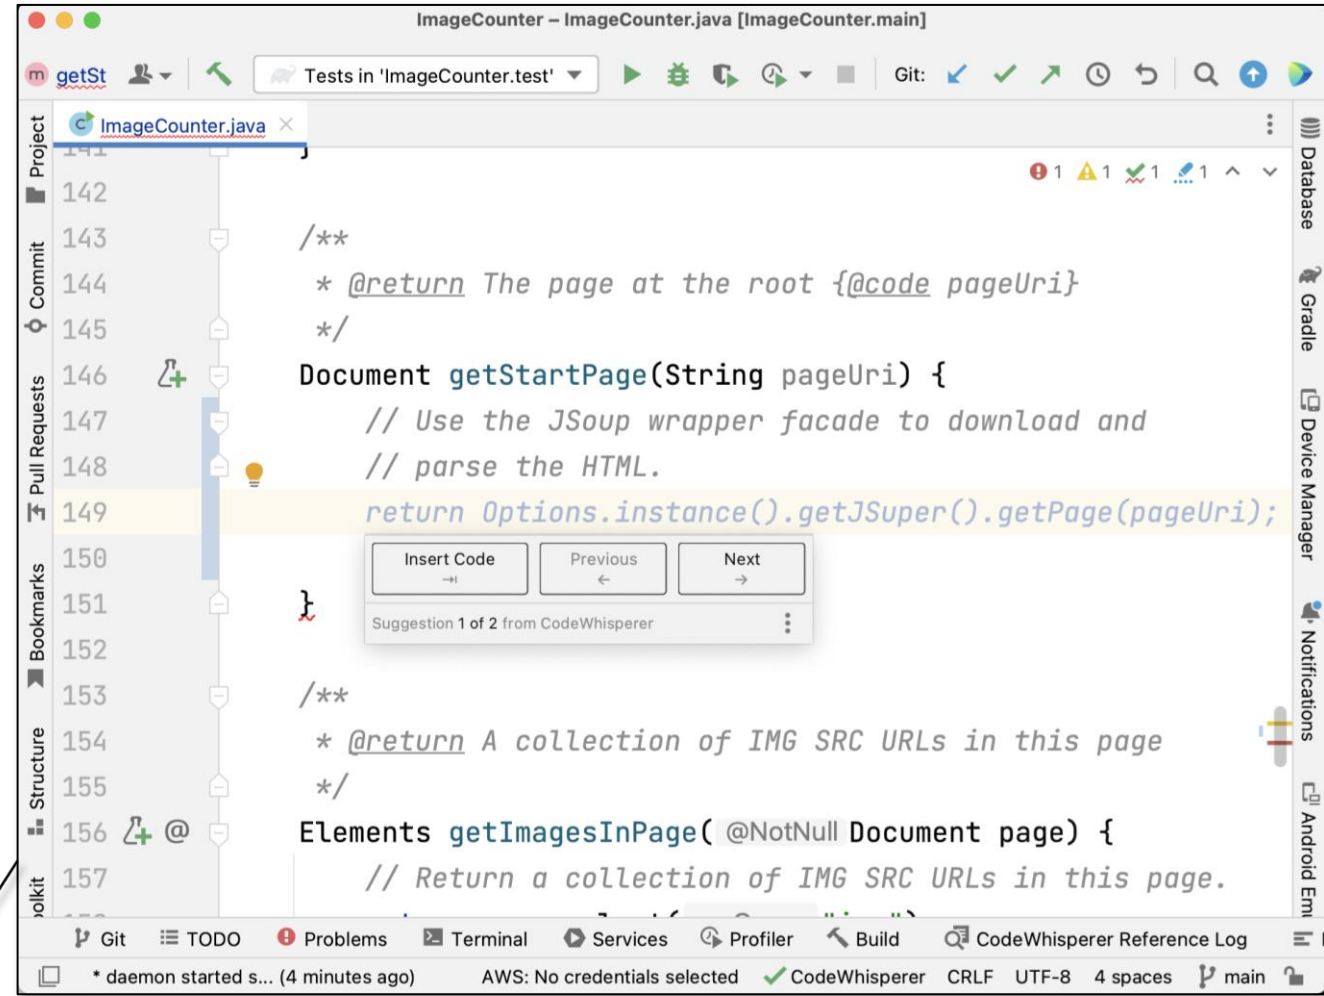 ImageCounter – ImageCounter.java [ImageCounter.main]
m getSt Tests in 'ImageCounter.test' Git:
C ImageCounter.java
141 }
1 1 1 1
142
143 /**
144 * @return The page at the root {@code pageUri}
145 */
146 Document getStartPage(String pageUri) {
147 // Use the JSoup wrapper facade to download and
148 // parse the HTML.
149 return Options.instance().getJSuper().getPage(pageUri);
150
Insert Code Previous Next
151 }
Suggestion 1 of 2 from CodeWhisperer
152
153 /**
154 * @return A collection of IMG SRC URLs in this page
155 */
156 @ Elements getImagesInPage( @NotNull Document page) {
157 // Return a collection of IMG SRC URLs in this page.
Project
Commit
Pull Requests
Bookmarks
Structure
Database
Gradle
Device Manager
Notifications
Android Emu
Git TODO Problems Terminal Services Profiler Build CodeWhisperer Reference Log
* daemon started s... (4 minutes ago) AWS: No credentials selected CodeWhisperer CRLF UTF-8 4 spaces main